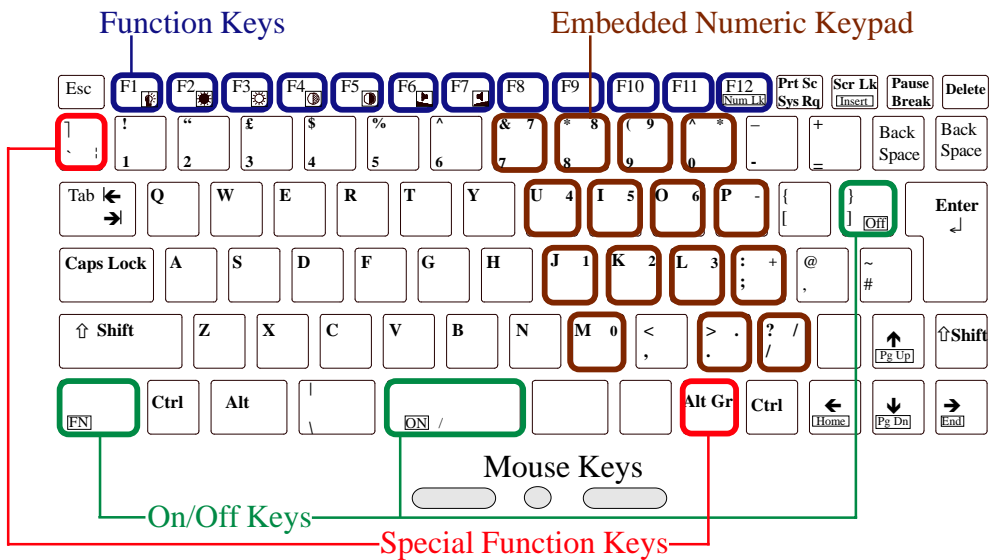 Function Keys Embedded Numeric Keypad
Esc F1 F2 F3 F4 F5 F6 F7 F8 F9 F10 F11 F12 Num Lk Prt Sc Sys Rq Scr Lk Insert Pause Break Delete
¬ ! “ £ $ % ^ & 7 * 8 ( 9 ^ * _ + Back Space Back Space
` ¦ 1 2 3 4 5 6 7 8 9 0 - =
Tab Q W E R T Y U 4 I 5 O 6 P - { [ } ] Off Enter
Caps Lock A S D F G H J 1 K 2 L 3 : + ; @ , ~ #
⇧ Shift Z X C V B N M 0 < , > . . ? / / ↑ Pg Up ⇧Shift
FN Ctrl Alt | \ ON / Alt Gr Ctrl ← Home ↓ Pg Dn → End
Mouse Keys
On/Off Keys
Special Function Keys